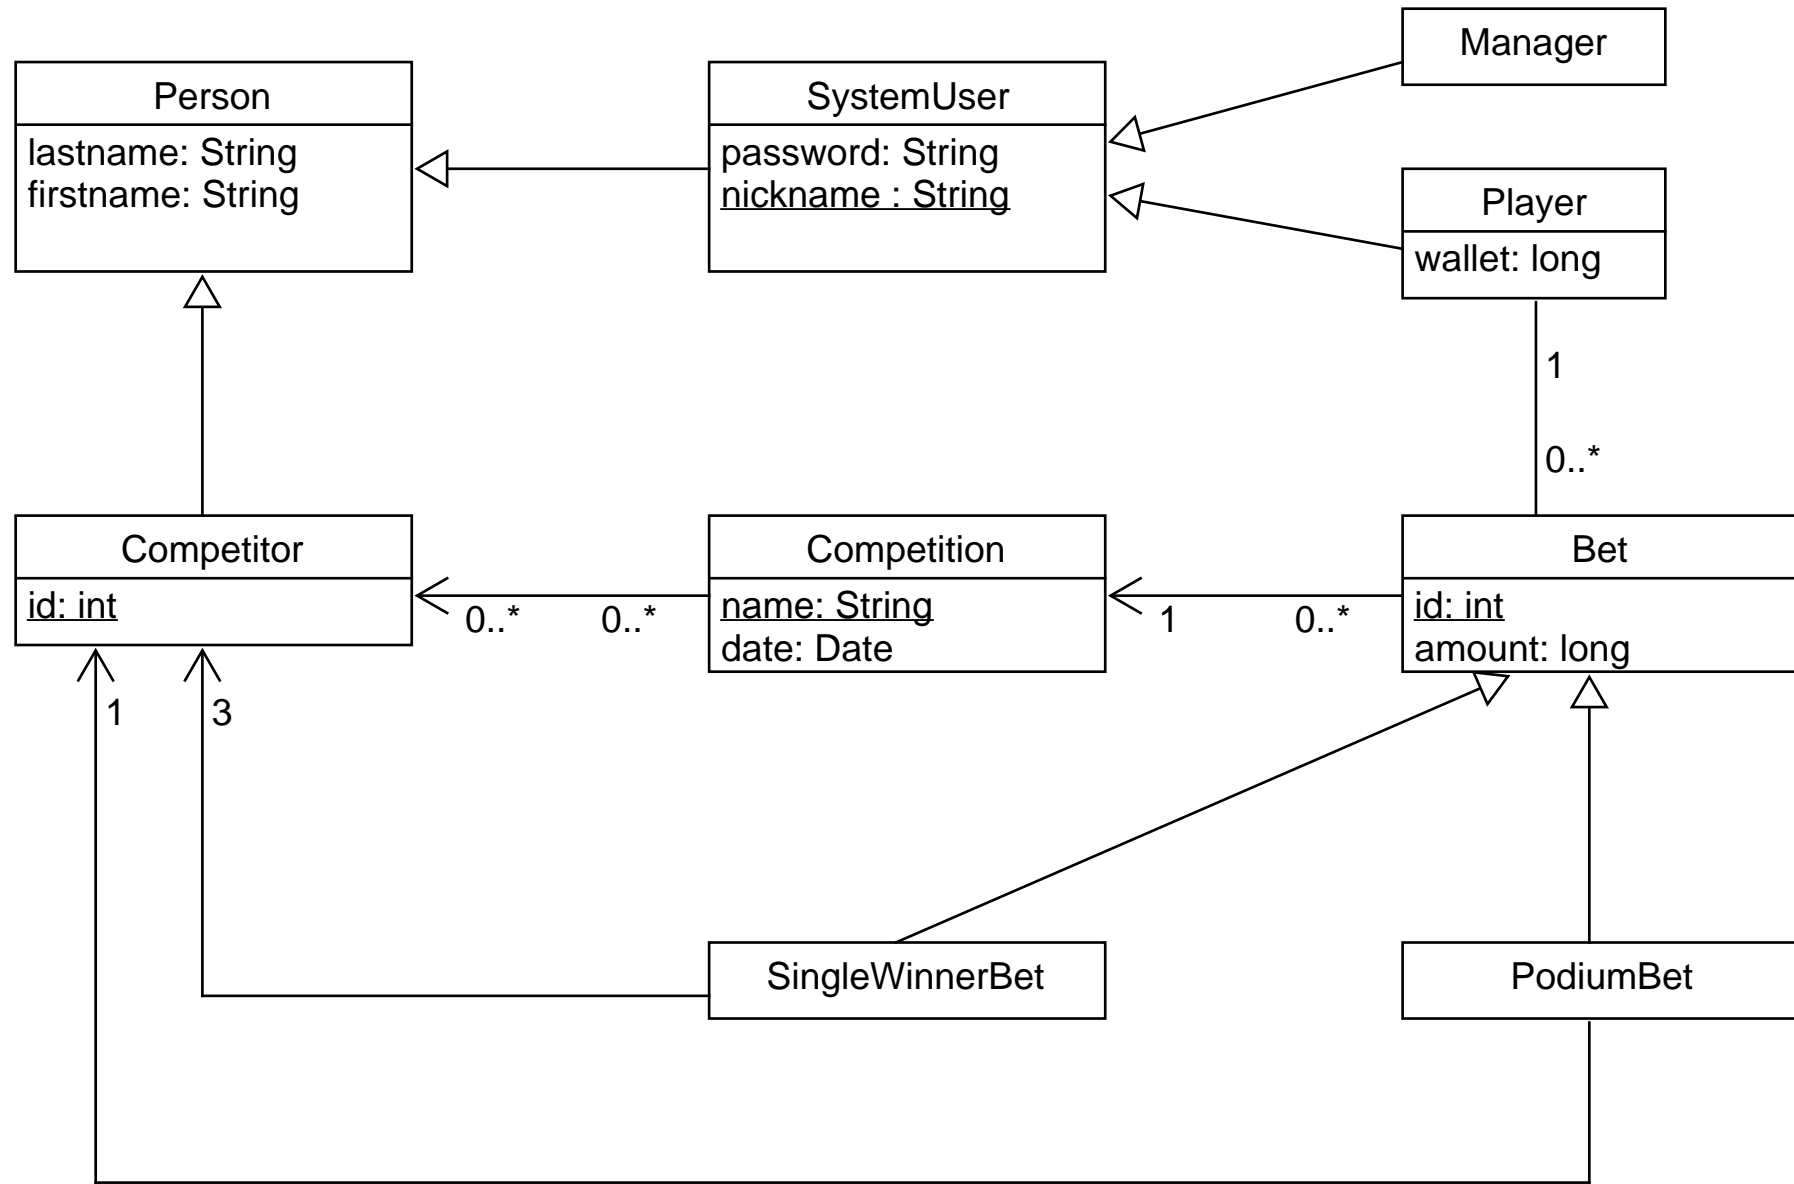 Manager
Person
lastname: String
firstname: String
SystemUser
password: String
nickname : String
Player
wallet: long
1
0..*
Competitor
id: int
0..*
0..*
Competition
name: String
date: Date
1
0..*
Bet
id: int
amount: long
1
3
SingleWinnerBet
PodiumBet